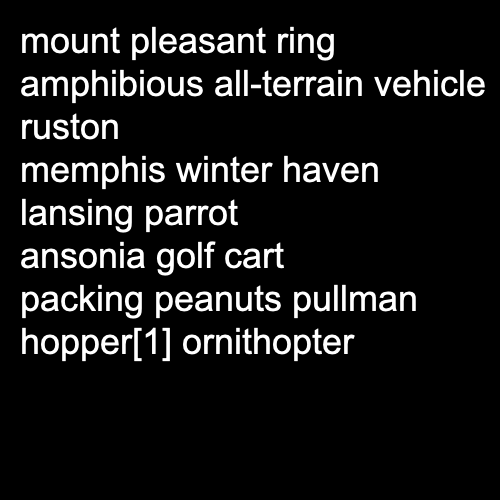 mount pleasant ring
amphibious all-terrain vehicle
ruston
memphis winter haven
lansing parrot
ansonia golf cart
packing peanuts pullman
hopper[1] ornithopter